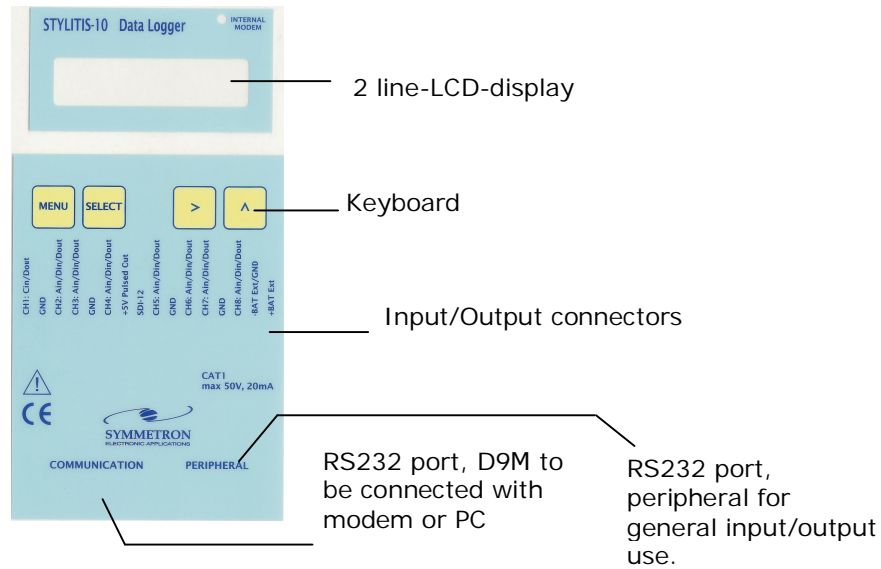 STYLITIS-10 Data Logger
INTERNAL
MODEM
2 line-LCD-display
MENU
SELECT
>
^
Keyboard
CH1: Cin/Dout
GND
CH2: Ain/Din/Dout
CH3: Ain/Din/Dout
GND
CH4: Ain/Din/Dout
+5V Pulsed Out
SDI-12
CH5: Ain/Din/Dout
GND
CH6: Ain/Din/Dout
CH7: Ain/Din/Dout
GND
CH8: Ain/Din/Dout
-BAT Ext/GND
+BAT Ext
Input/Output connectors
CAT1
max 50V, 20mA
CE
SYMMETRON
ELECTRONIC APPLICATIONS
COMMUNICATION
PERIPHERAL
RS232 port, D9M to
be connected with
modem or PC
RS232 port,
peripheral for
general input/output
use.